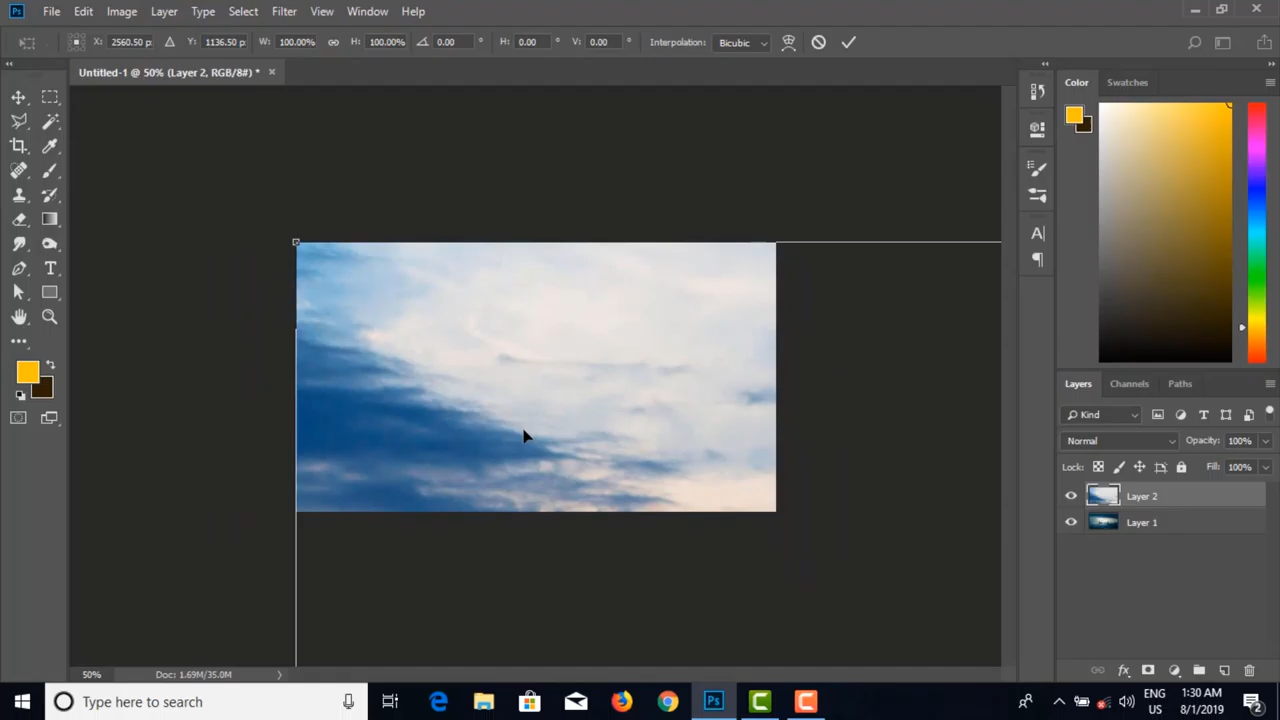 Ps File Edit Image Layer Type Select Filter View Window Help
X: 2560.50 p: Y: 1136.50 p: W: 100.00% H: 100.00% 0.00 ° H: 0.00 ° V: 0.00 ° Interpolation: Bicubic
Untitled-1 @ 50% (Layer 2, RGB/8#) * ×
Color Swatches
Layers Channels Paths
Kind
Normal Opacity: 100%
Lock: Fill: 100%
Layer 2
Layer 1
50% Doc: 1.69M/35.0M
Type here to search
Ps
ENG
US
1:30 AM
8/1/2019
2